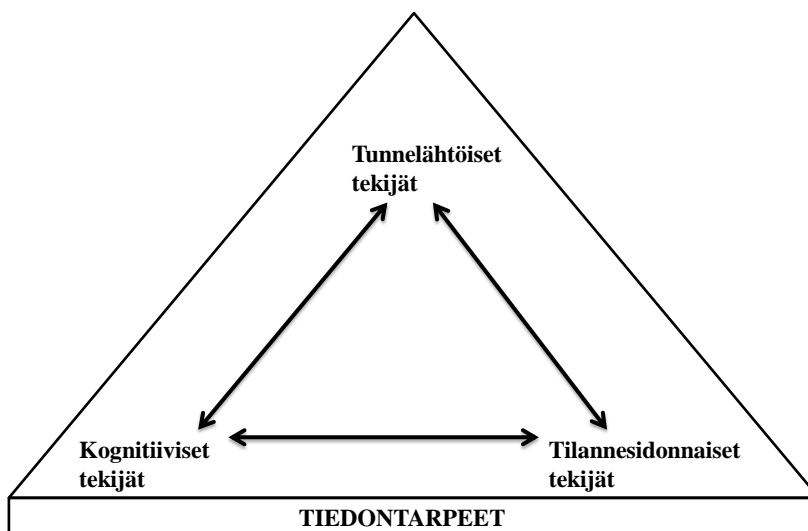 Tunnelähtöiset
tekijät
Kognitiiviset
tekijät
Tilannesidonnaiset
tekijät
TIEDONTARPEET